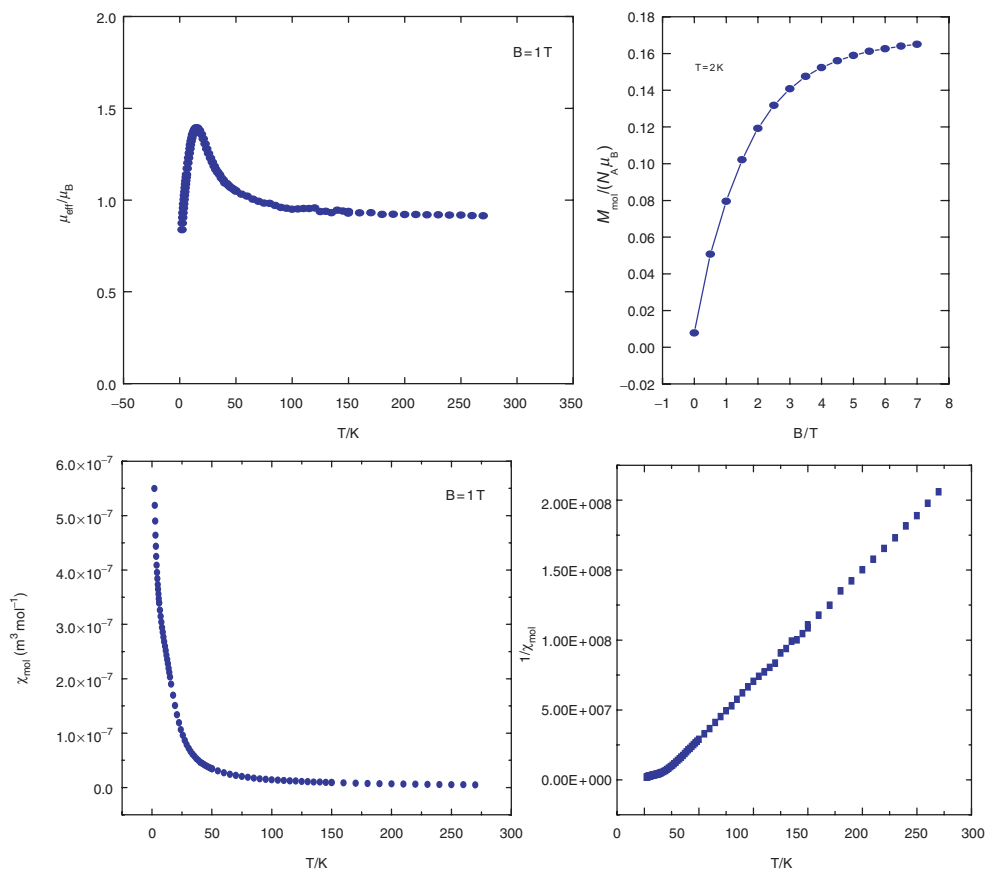 2.0
1.5
1.0
0.5
0.0
μeff/μB
B=1T
−50 0 50 100 150 200 250 300 350
T/K
0.18
0.16
0.14
0.12
0.10
0.08
0.06
0.04
0.02
0.00
−0.02
Mmol/(NAμB)
T=2K
−1 0 1 2 3 4 5 6 7 8
B/T
6.0×10−7
5.0×10−7
4.0×10−7
3.0×10−7
2.0×10−7
1.0×10−7
0.0
χmol (m3 mol−1)
B=1T
0 50 100 150 200 250 300
T/K
2.00E+008
1.50E+008
1.00E+008
5.00E+007
0.00E+000
1/χmol
0 50 100 150 200 250 300
T/K